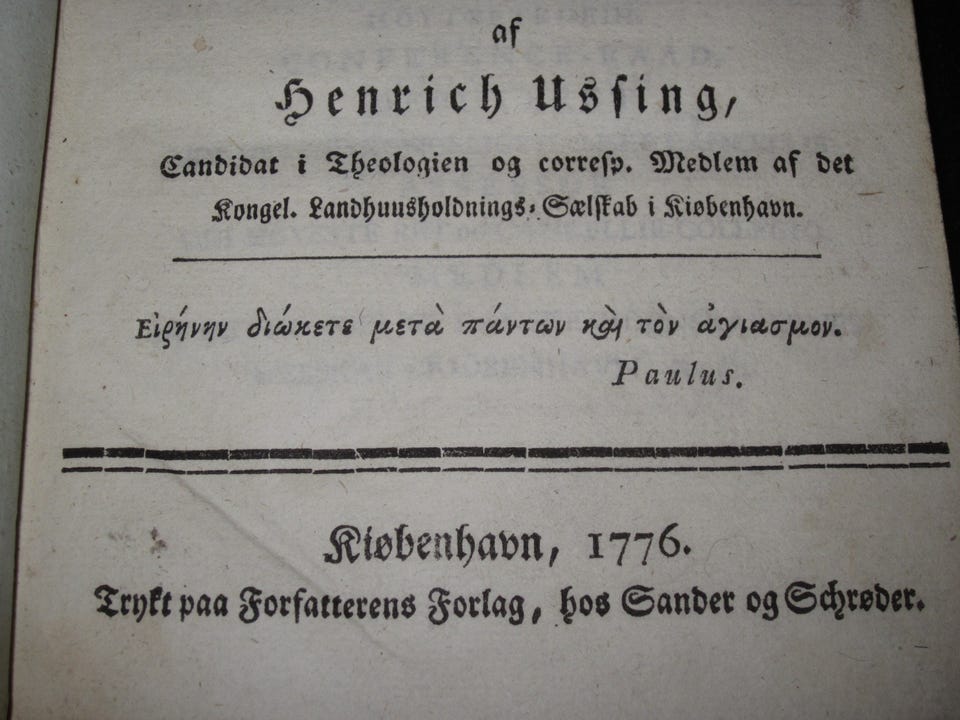 af
Henrich Ussing,
Candidat i Theologien og corresp. Medlem af det
Kongel. Landhuusholdnings-Sælskab i Kiøbenhavn.
Εἰρήνην διώκετε μετὰ πάντων καὶ τὸν ἁγιασμον.
Paulus.
Kiøbenhavn, 1776.
Trykt paa Forfatterens Forlag, hos Sander og Schrøder.